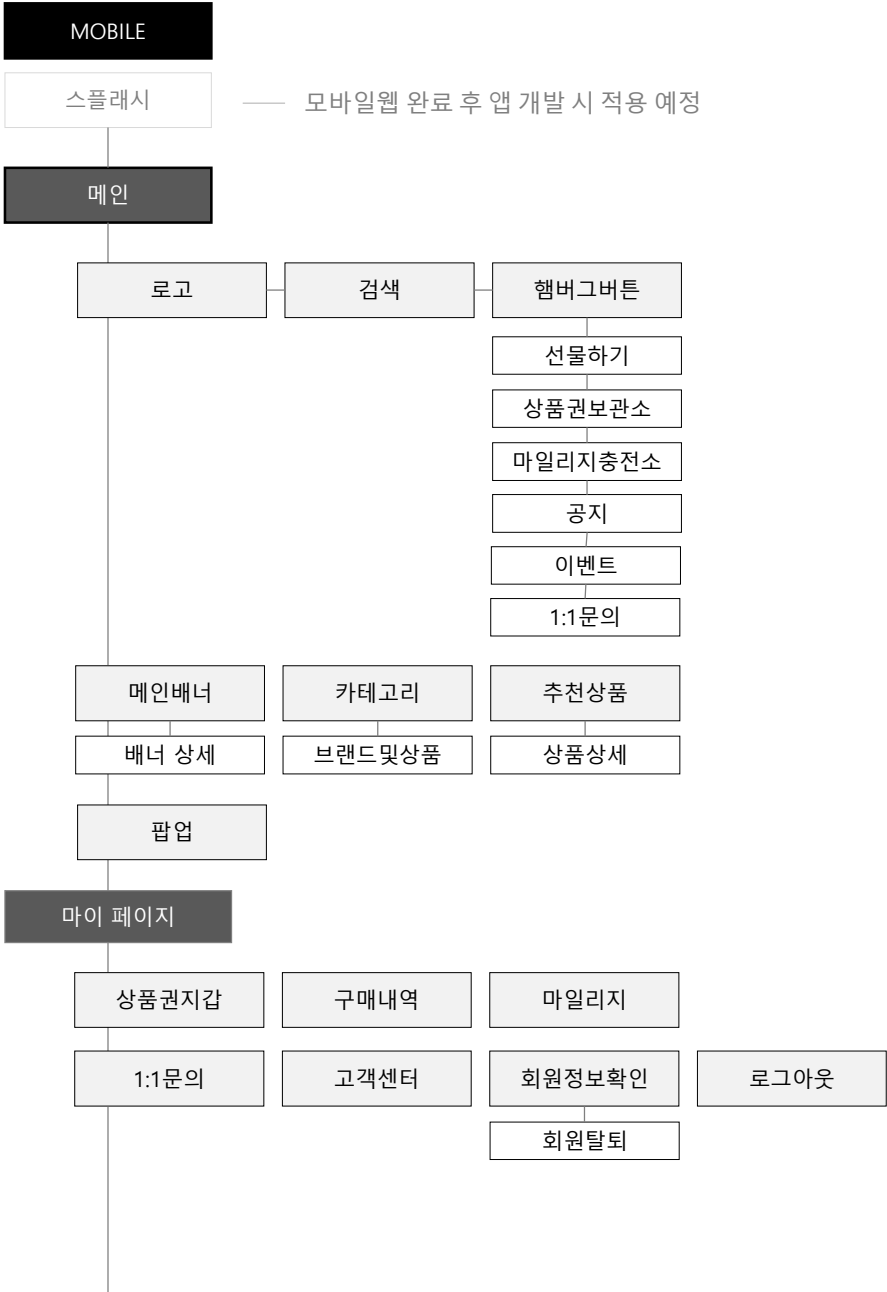 MOBILE
스플래시
모바일웹 완료 후 앱 개발 시 적용 예정
메인
로고
검색
햄버그버튼
선물하기
상품권보관소
마일리지충전소
공지
이벤트
1:1문의
메인배너
카테고리
추천상품
배너 상세
브랜드및상품
상품상세
팝업
마이 페이지
상품권지갑
구매내역
마일리지
1:1문의
고객센터
회원정보확인
로그아웃
회원탈퇴